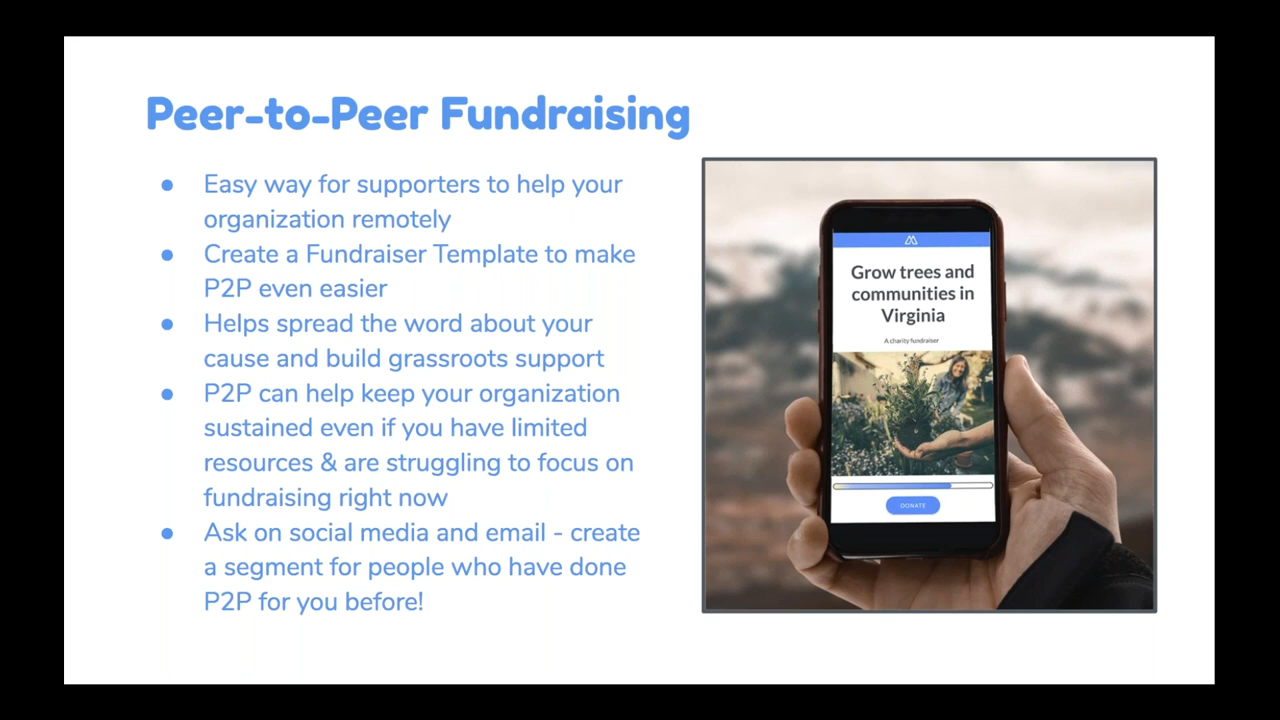 Peer-to-Peer Fundraising
● Easy way for supporters to help your
organization remotely
● Create a Fundraiser Template to make
P2P even easier
● Helps spread the word about your
cause and build grassroots support
● P2P can help keep your organization
sustained even if you have limited
resources & are struggling to focus on
fundraising right now
● Ask on social media and email - create
a segment for people who have done
P2P for you before!
Grow trees and
communities in
Virginia
A charity fundraiser
DONATE